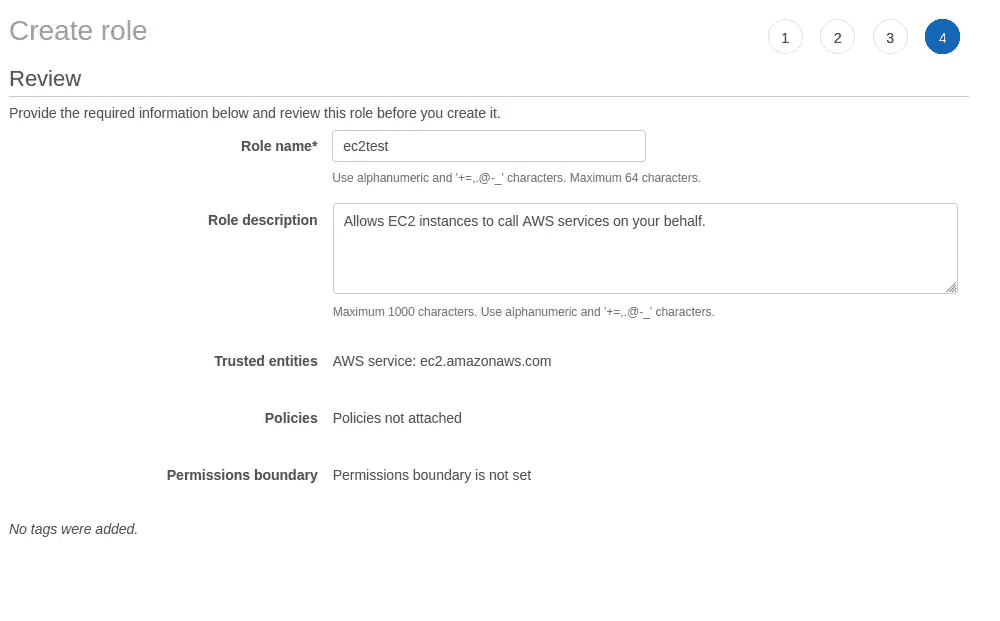 Create role
1 2 3 4
Review
Provide the required information below and review this role before you create it.
Role name* ec2test
Use alphanumeric and '+=,.@-_' characters. Maximum 64 characters.
Role description Allows EC2 instances to call AWS services on your behalf.
Maximum 1000 characters. Use alphanumeric and '+=,.@-_' characters.
Trusted entities AWS service: ec2.amazonaws.com
Policies Policies not attached
Permissions boundary Permissions boundary is not set
No tags were added.